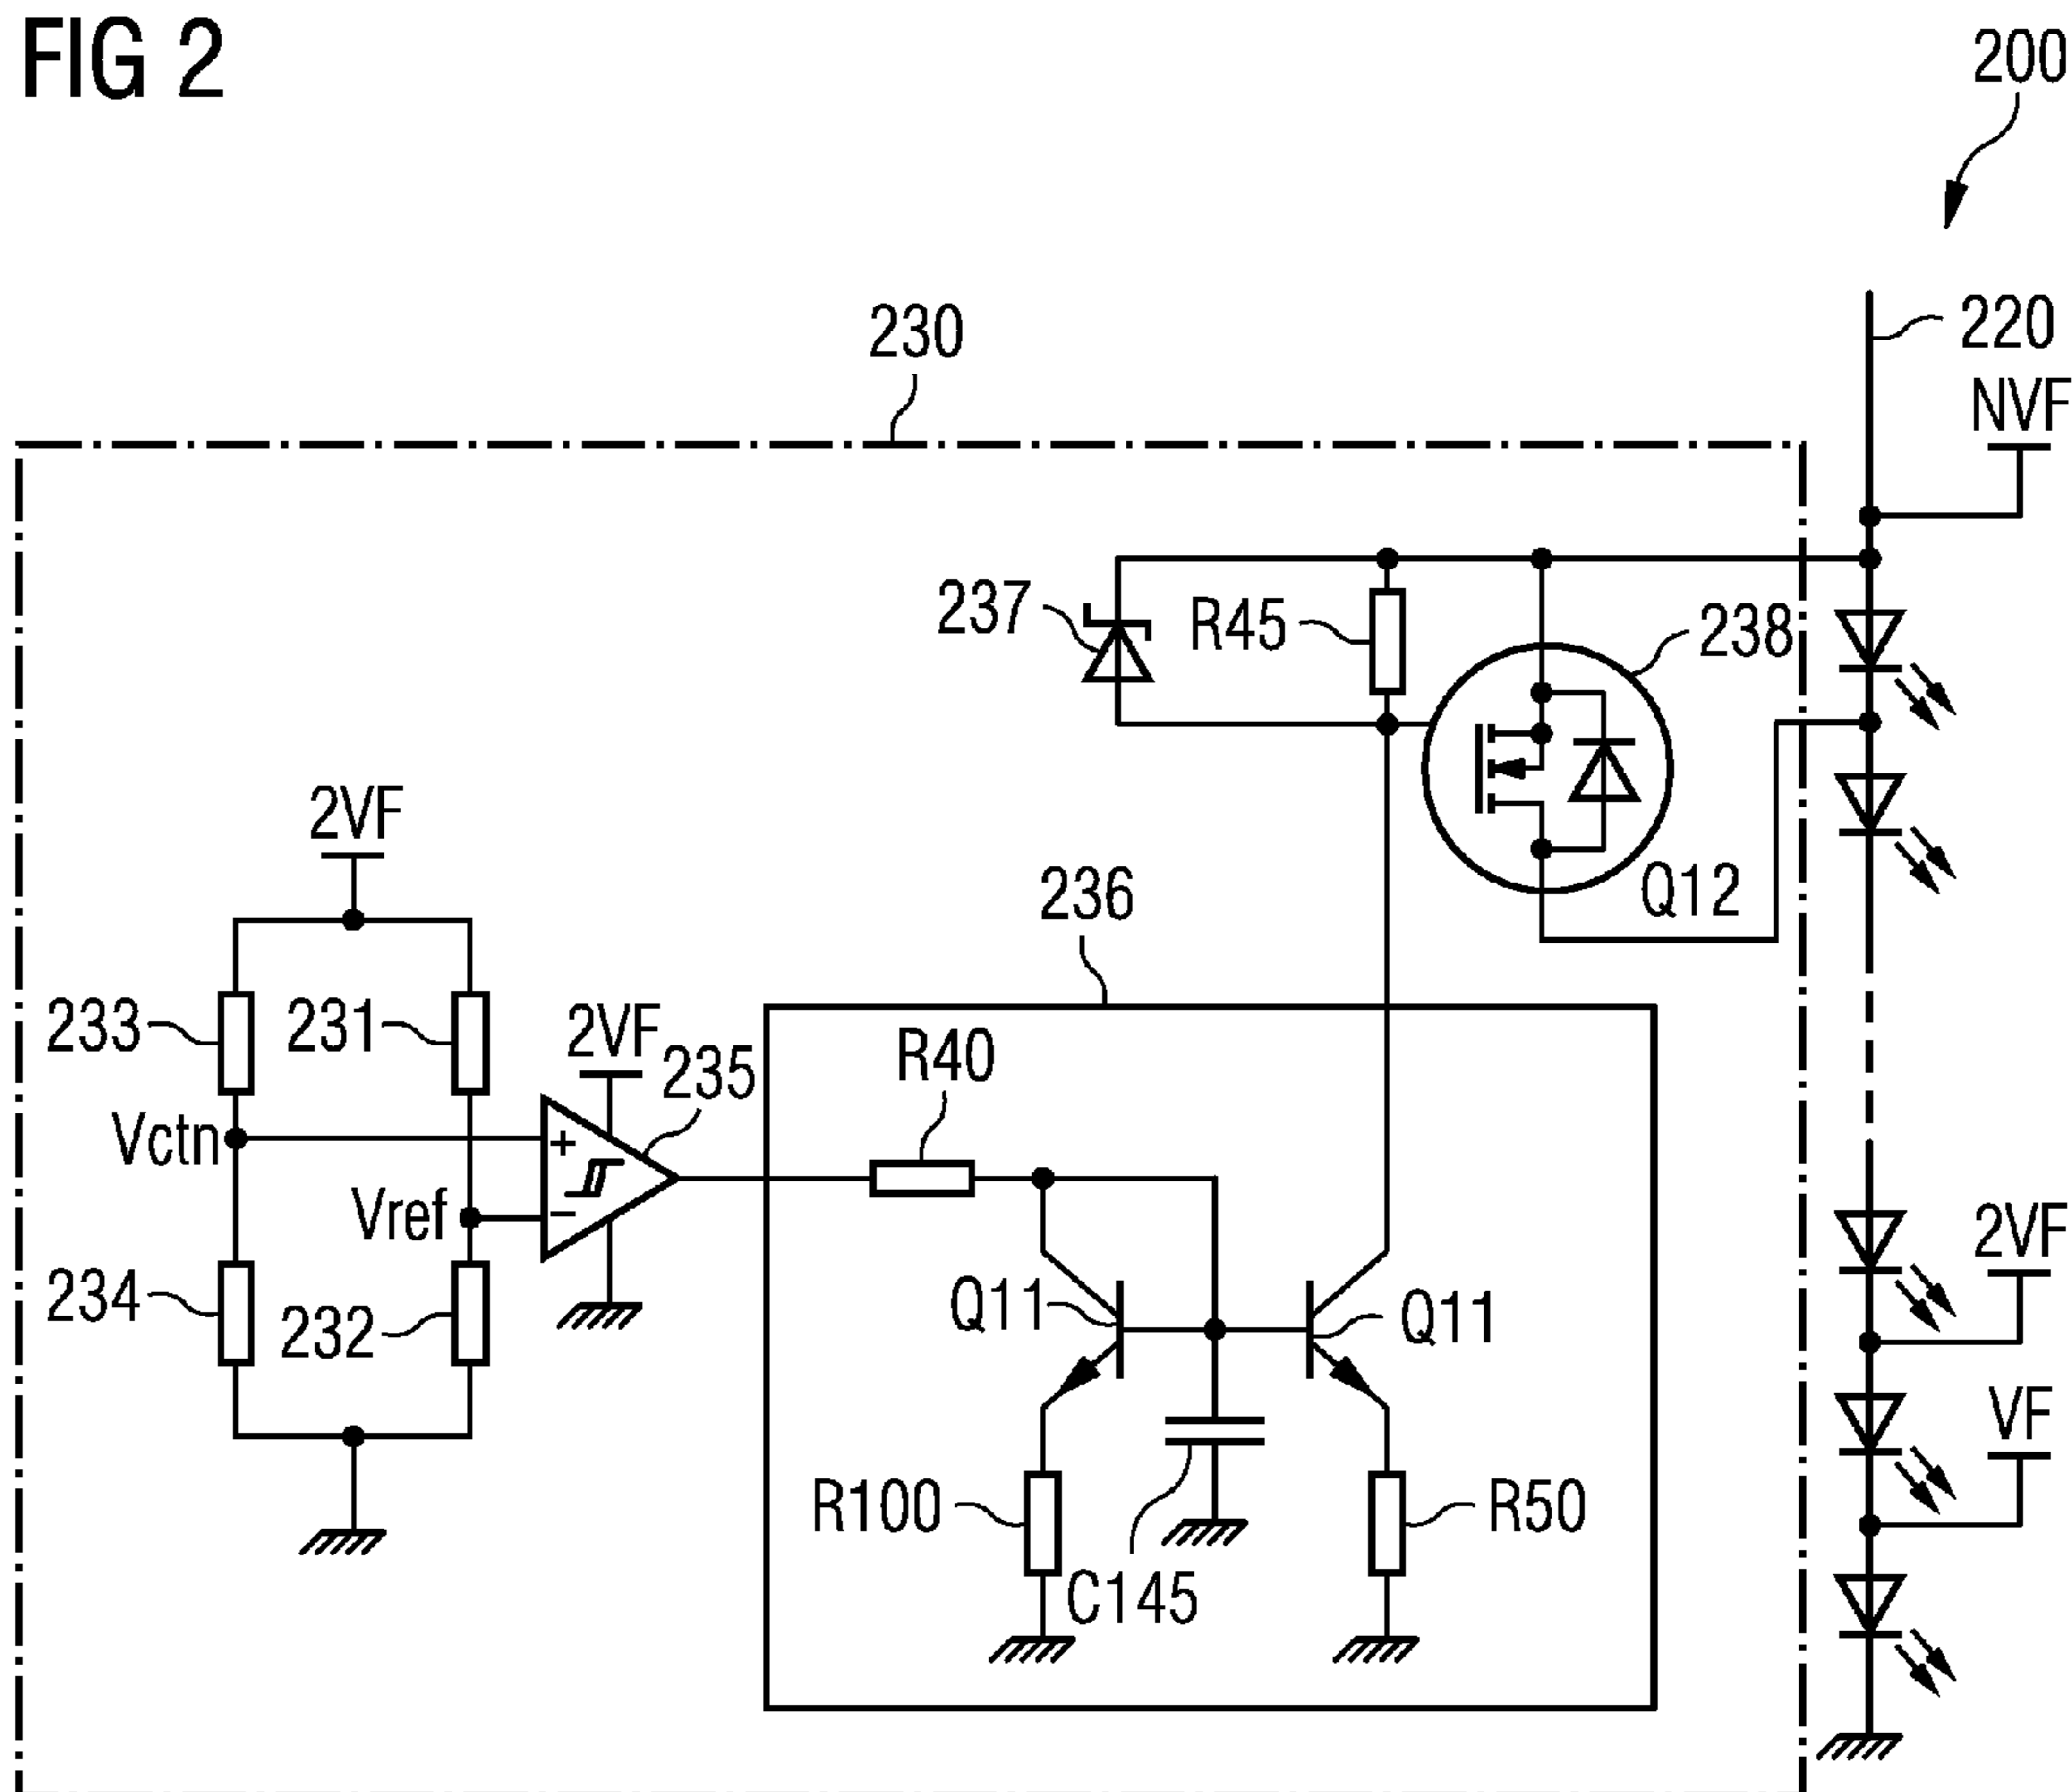 FIG 2
200
220
NVF
230
237
R45
238
Q12
2VF
236
233
231
2VF
235
R40
Vctn
+
Vref
−
234
232
Q11
Q11
2VF
VF
R100
C145
R50